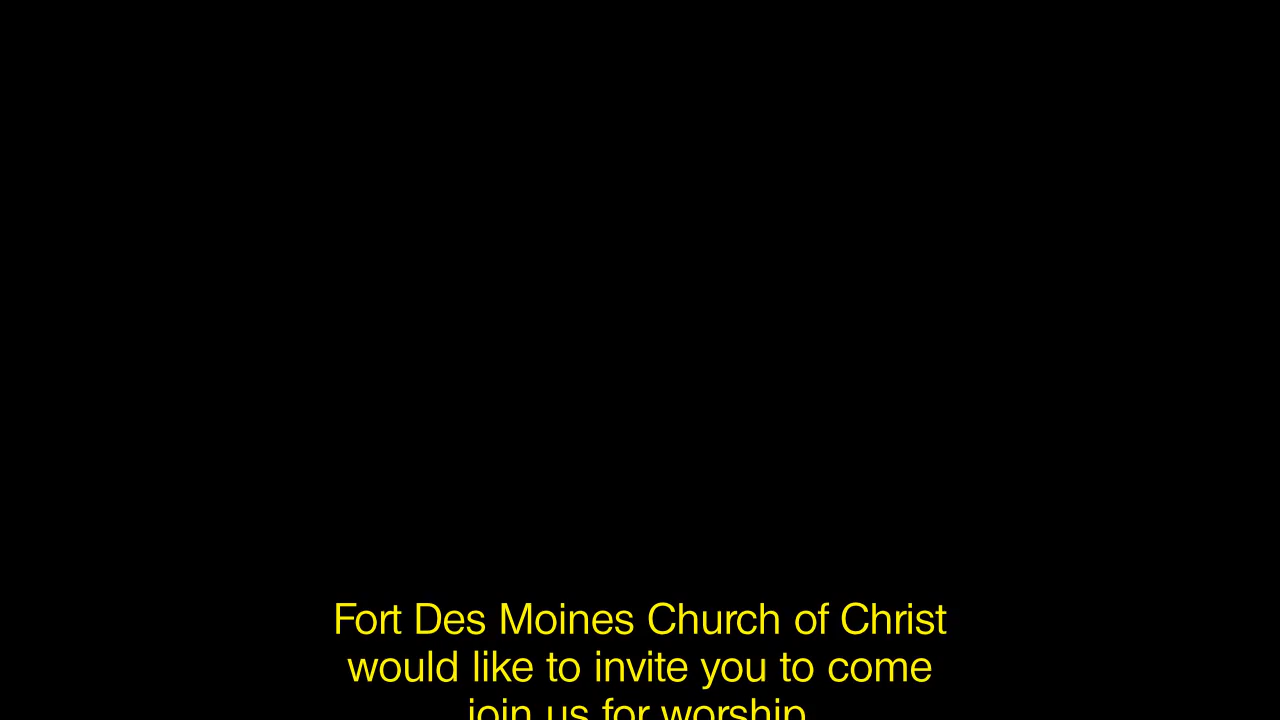 Fort Des Moines Church of Christ
would like to invite you to come
join us for worship